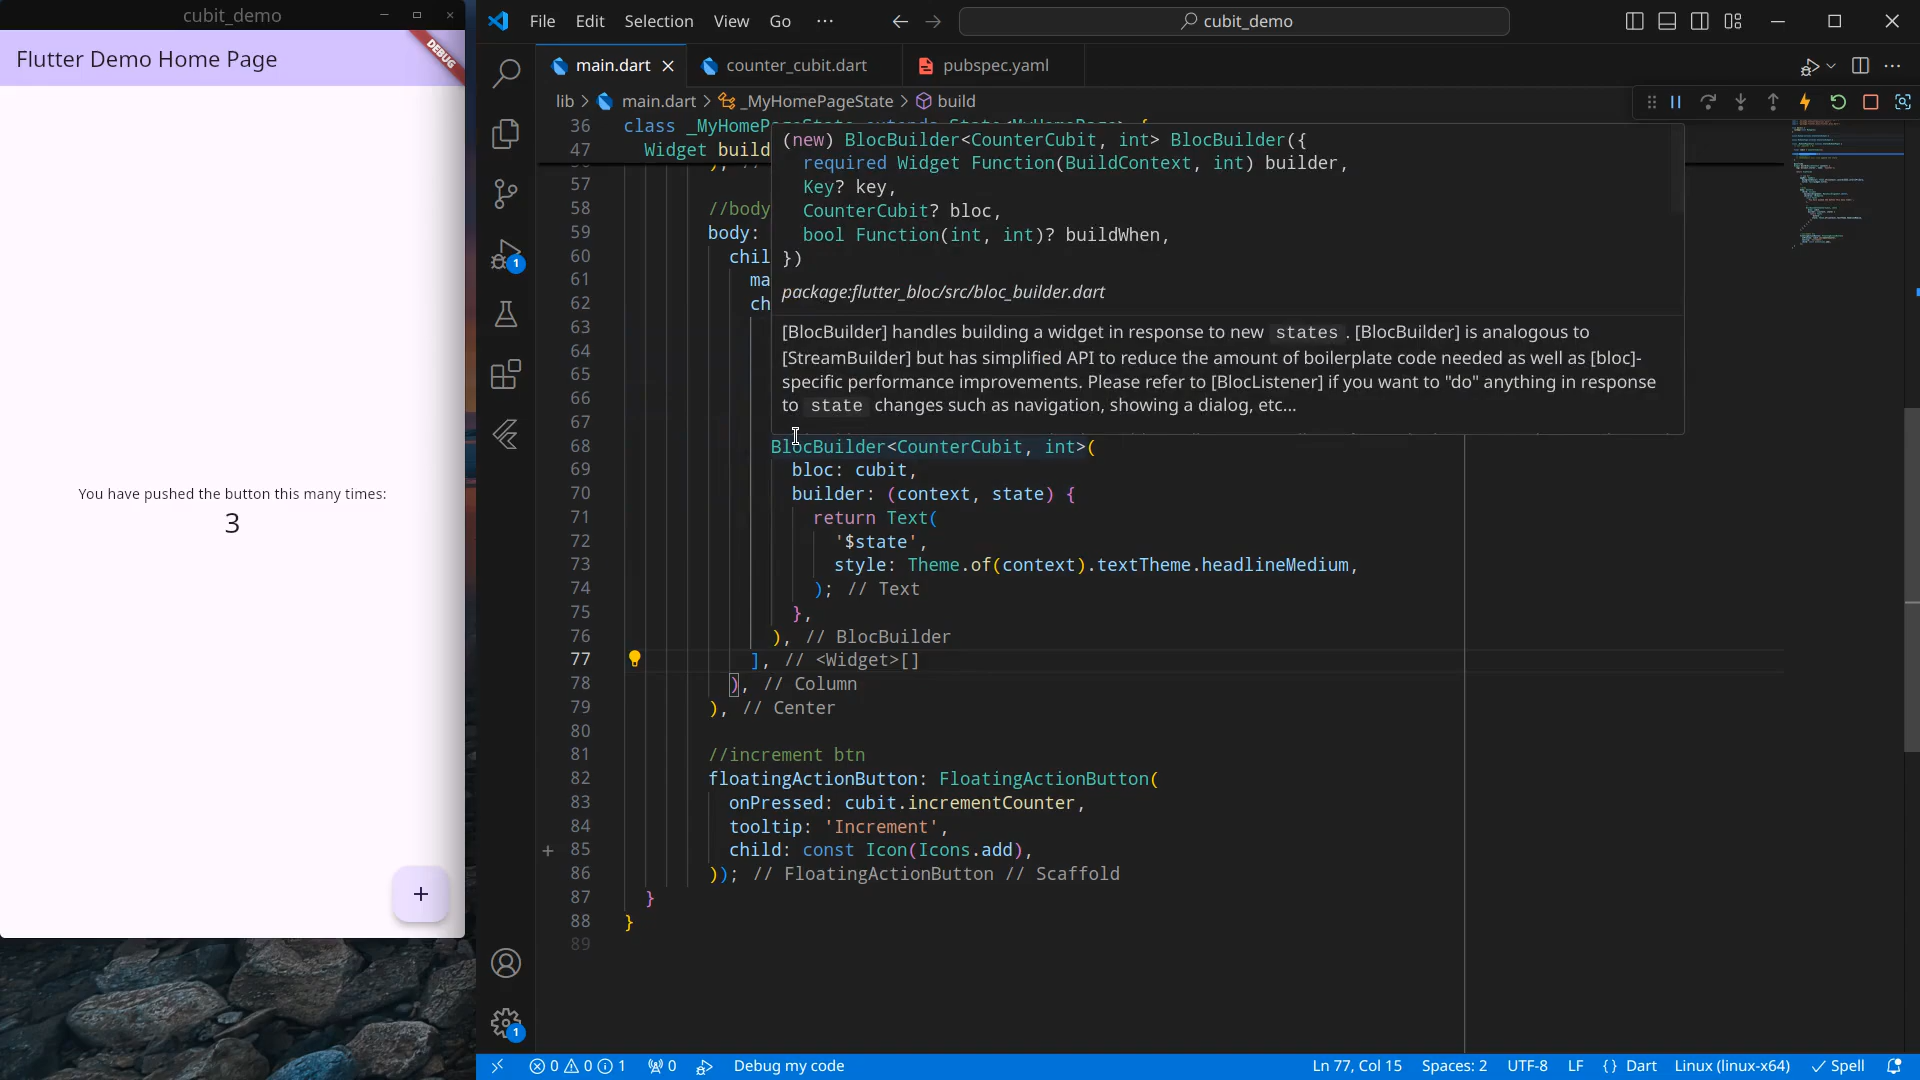 cubit_demo
Flutter Demo Home Page
DEBUG
You have pushed the button this many times:
3
+
File Edit Selection View Go ···
cubit_demo
main.dart
counter_cubit.dart
pubspec.yaml
lib > main.dart > _MyHomePageState > build
36 class _MyHomePageState extends State<MyHomePage> {
47 Widget build
57
58 //body
59 body:
60 chil
61 ma
62 ch
63
64
65
66
67
(new) BlocBuilder<CounterCubit, int> BlocBuilder({
required Widget Function(BuildContext, int) builder,
Key? key,
CounterCubit? bloc,
bool Function(int, int)? buildWhen,
})
package:flutter_bloc/src/bloc_builder.dart
[BlocBuilder] handles building a widget in response to new states. [BlocBuilder] is analogous to
[StreamBuilder] but has simplified API to reduce the amount of boilerplate code needed as well as [bloc]-
specific performance improvements. Please refer to [BlocListener] if you want to "do" anything in response
to state changes such as navigation, showing a dialog, etc...
68 BlocBuilder<CounterCubit, int>(
69 bloc: cubit,
70 builder: (context, state) {
71 return Text(
72 '$state',
73 style: Theme.of(context).textTheme.headlineMedium,
74 ); // Text
75 },
76 ), // BlocBuilder
77 ], // <Widget>[]
78 ), // Column
79 ), // Center
80
81 //increment btn
82 floatingActionButton: FloatingActionButton(
83 onPressed: cubit.incrementCounter,
84 tooltip: 'Increment',
85 child: const Icon(Icons.add),
86 )); // FloatingActionButton // Scaffold
87 }
88 }
89
1
1
0 0 1 0 Debug my code Ln 77, Col 15 Spaces: 2 UTF-8 LF {} Dart Linux (linux-x64) Spell